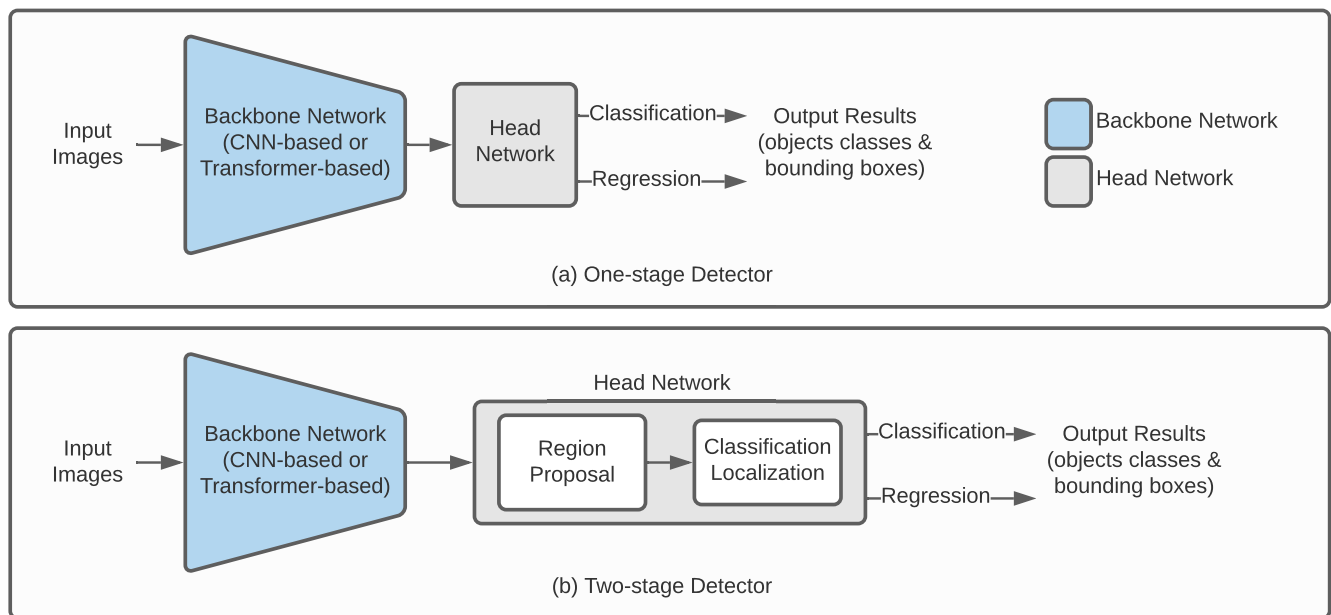 Input
Images
Backbone Network
(CNN-based or
Transformer-based)
Head
Network
Classification
Regression
Output Results
(objects classes &
bounding boxes)
Backbone Network
Head Network
(a) One-stage Detector
Input
Images
Backbone Network
(CNN-based or
Transformer-based)
Head Network
Region
Proposal
Classification
Localization
Classification
Regression
Output Results
(objects classes &
bounding boxes)
(b) Two-stage Detector